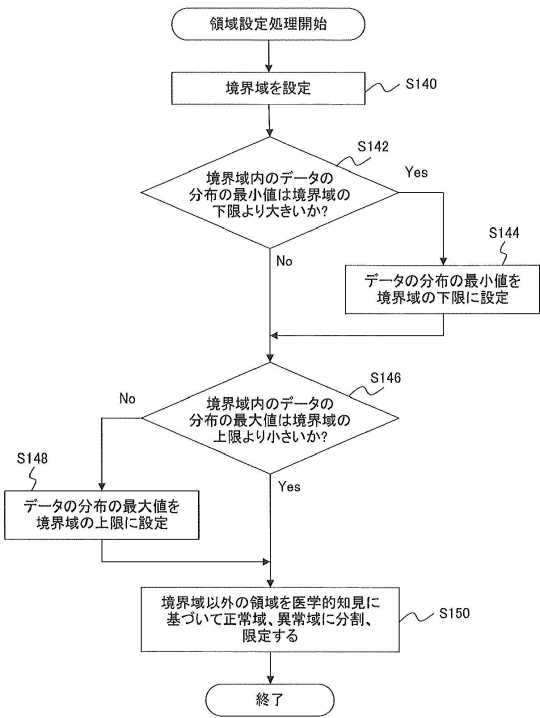 領域設定処理開始
境界域を設定
S140
S142
境界域内のデータの
分布の最小値は境界域の
下限より大きいか?
Yes
No
S144
データの分布の最小値を
境界域の下限に設定
S146
境界域内のデータの
分布の最大値は境界域の
上限より小さいか?
No
Yes
S148
データの分布の最大値を
境界域の上限に設定
境界域以外の領域を医学的知見に
基づいて正常域、異常域に分割、
限定する
S150
終了